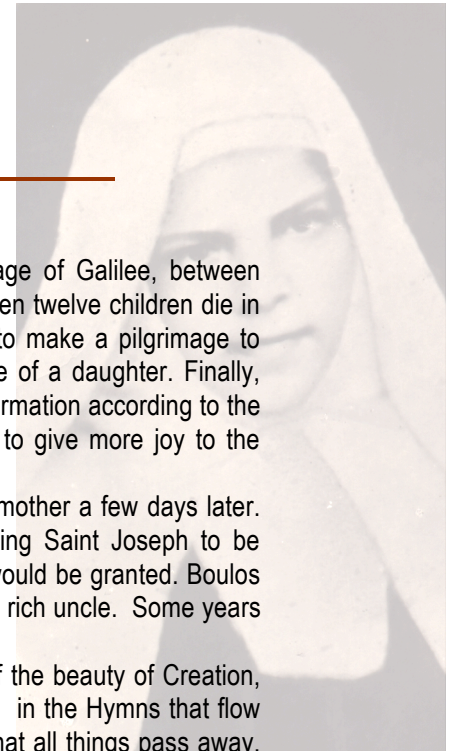 age of Galilee, between
en twelve children die in
to make a pilgrimage to
e of a daughter. Finally,
rmation according to the
to give more joy to the
mother a few days later.
ing Saint Joseph to be
would be granted. Boulos
rich uncle. Some years
f the beauty of Creation,
in the Hymns that flow
hat all things pass away,